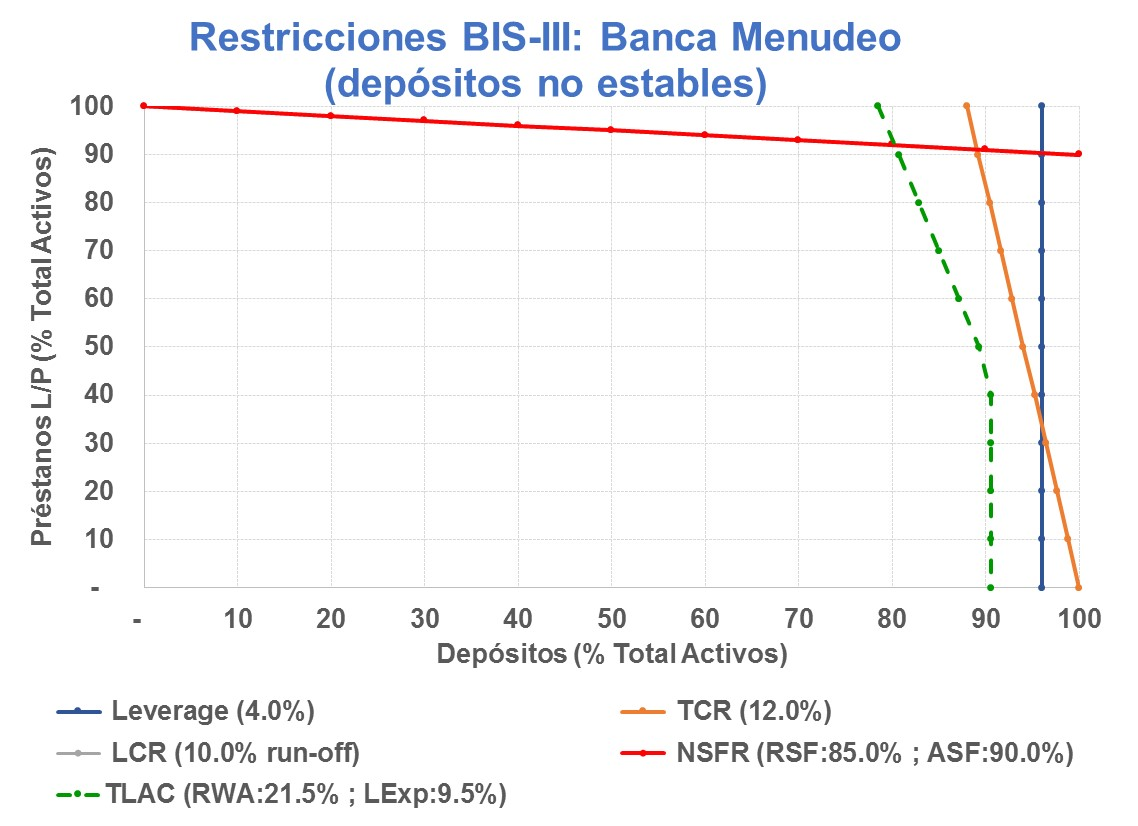 Restricciones BIS-III: Banca Menudeo
(depósitos no estables)
Préstanos L/P (% Total Activos)
100
90
80
70
60
50
40
30
20
10
-
- 10 20 30 40 50 60 70 80 90 100
Depósitos (% Total Activos)
Leverage (4.0%) TCR (12.0%)
LCR (10.0% run-off) NSFR (RSF:85.0% ; ASF:90.0%)
TLAC (RWA:21.5% ; LExp:9.5%)